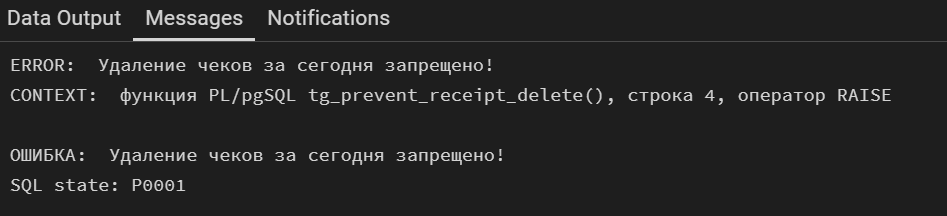 Data Output Messages Notifications
ERROR:  Удаление чеков за сегодня запрещено!
CONTEXT:  функция PL/pgSQL tg_prevent_receipt_delete(), строка 4, оператор RAISE
ОШИБКА:  Удаление чеков за сегодня запрещено!
SQL state: P0001